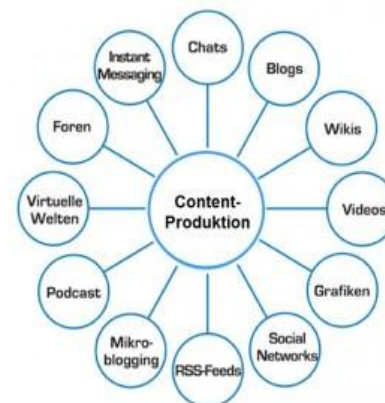 Content-
Produktion
Chats
Blogs
Wikis
Videos
Grafiken
Social
Networks
RSS-Feeds
Mikro-
blogging
Podcast
Virtuelle
Welten
Foren
Instant
Messaging